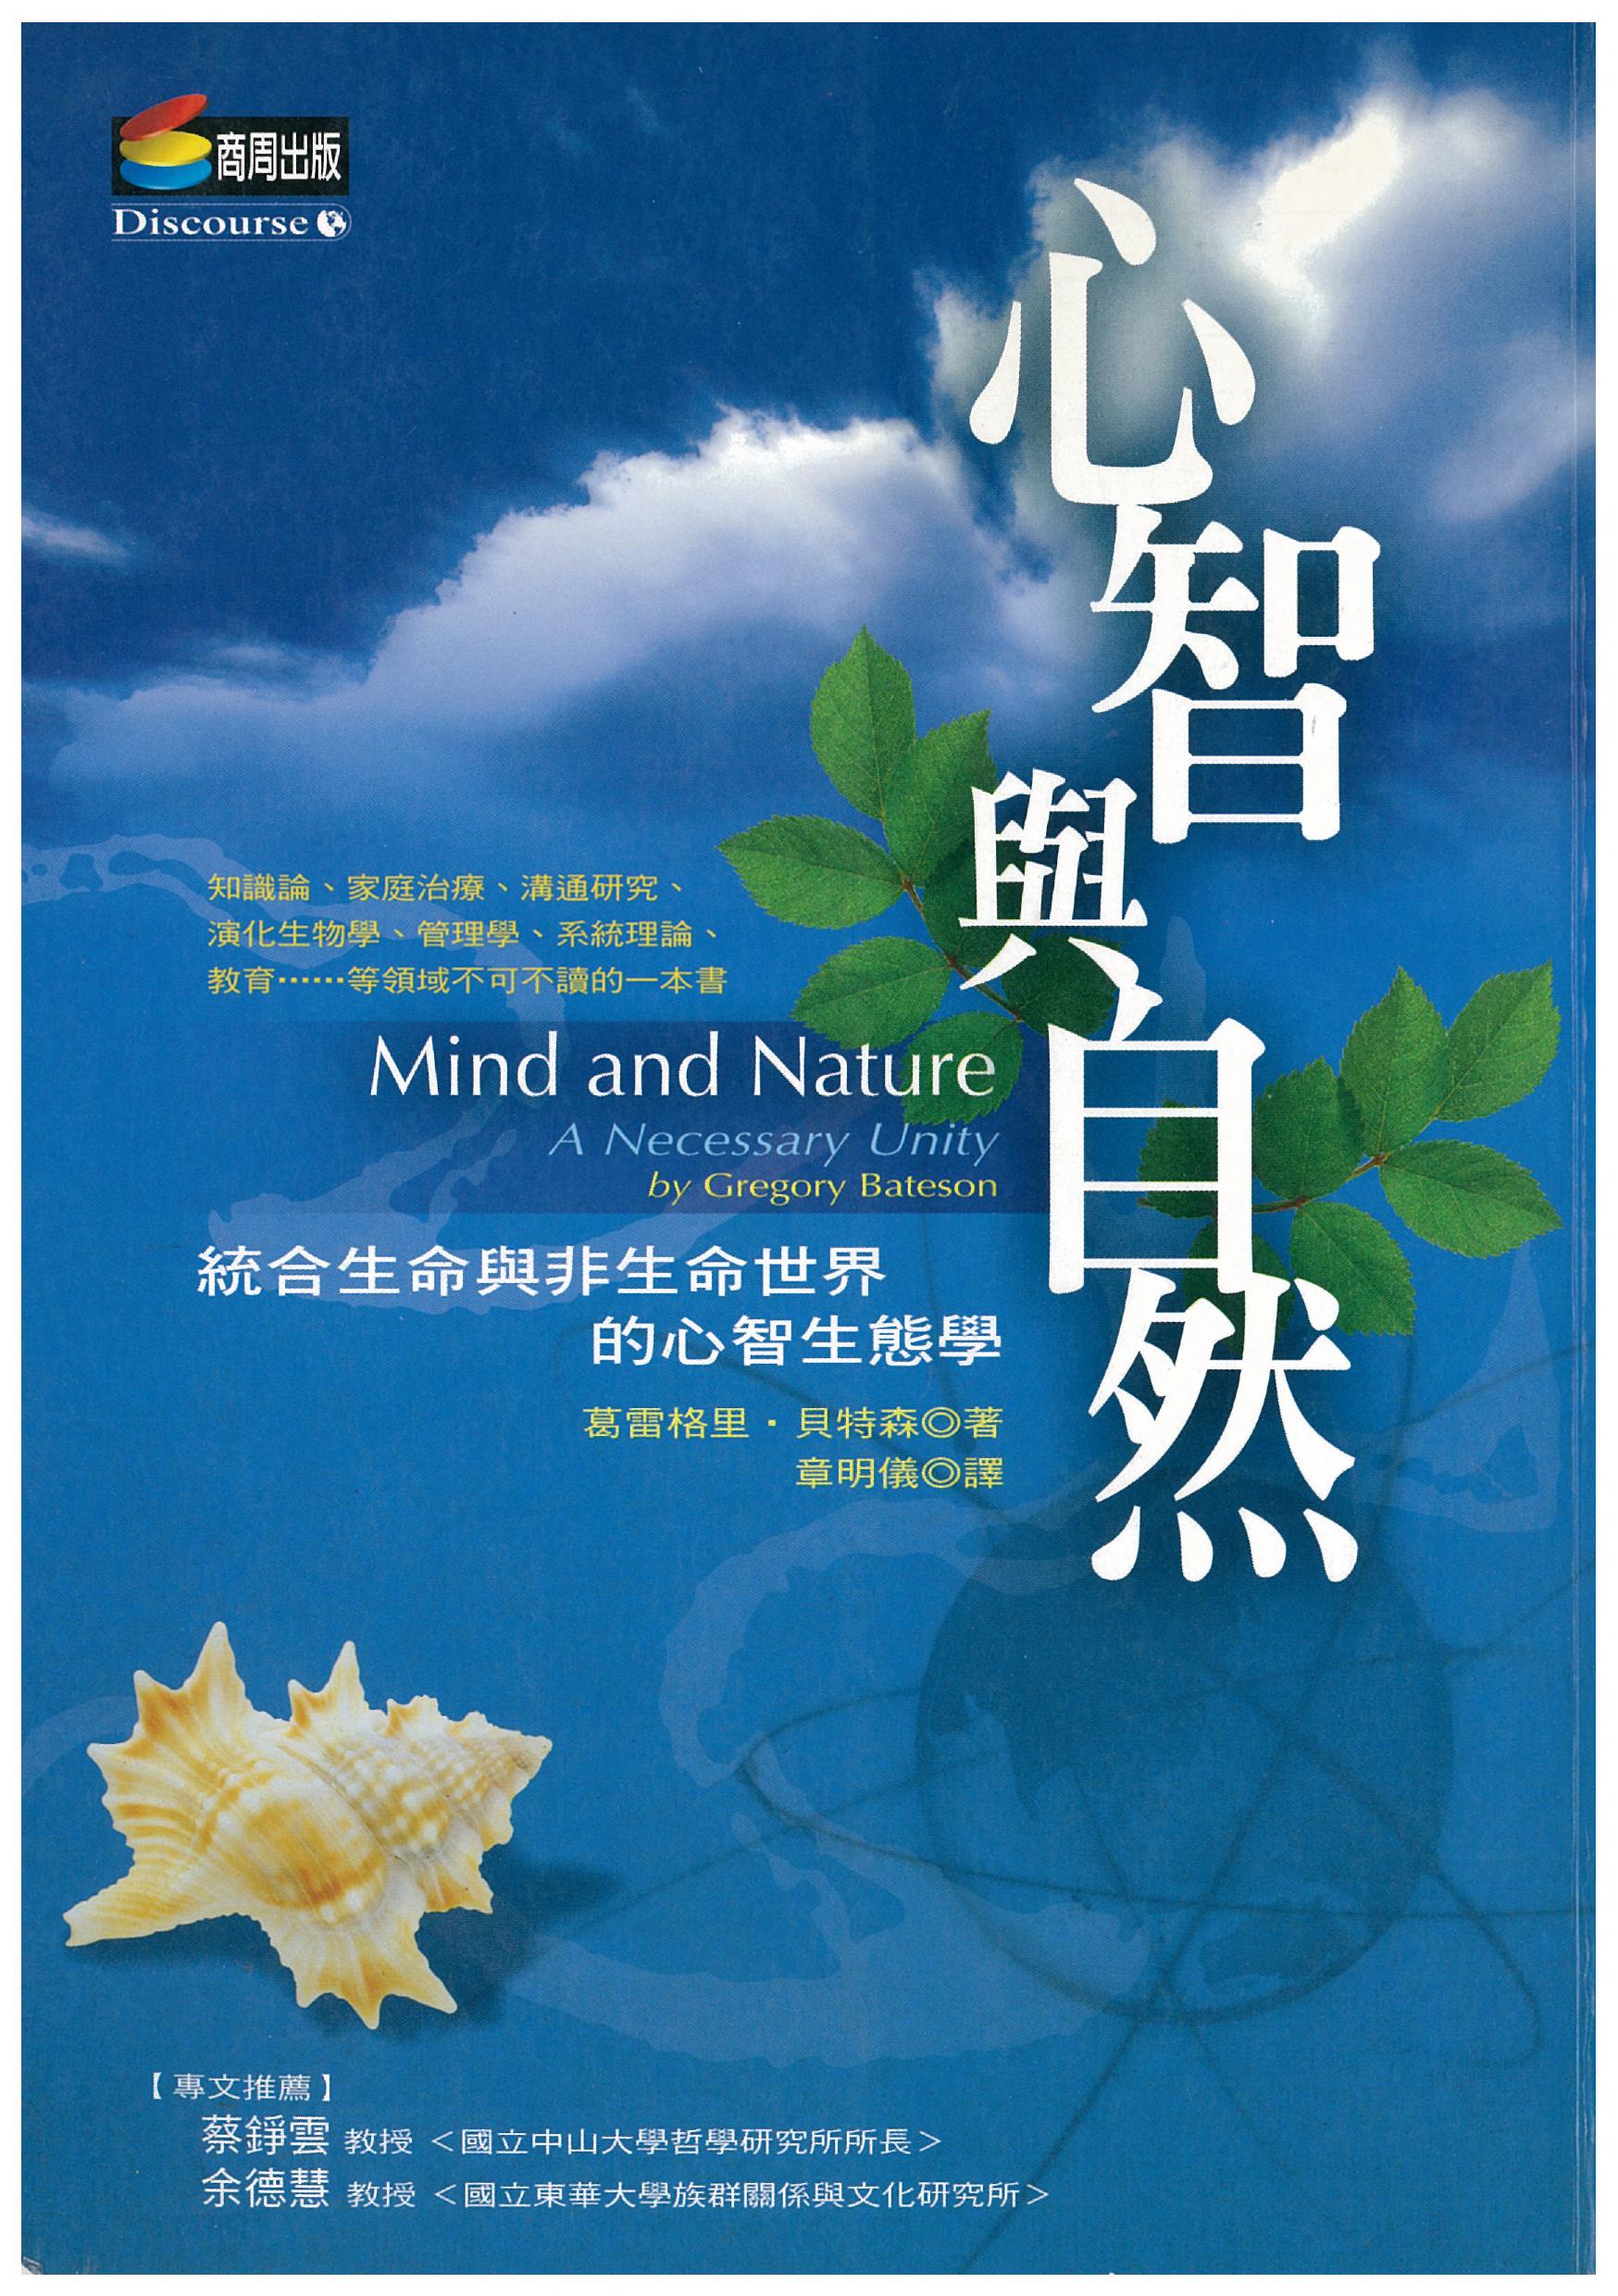 商周出版
Discourse
心智與自然
知識論、家庭治療、溝通研究、
演化生物學、管理學、系統理論、
教育……等領域不可不讀的一本書
Mind and Nature
A Necessary Unity
by Gregory Bateson
統合生命與非生命世界
的心智生態學
葛雷格里·貝特森◎著
章明儀◎譯
【專文推薦】
蔡錚雲 教授 <國立中山大學哲學研究所所長>
余德慧 教授 <國立東華大學族群關係與文化研究所>